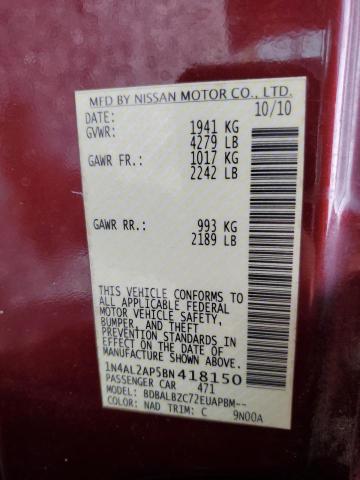 MFD BY NISSAN MOTOR CO., LTD.
DATE: 10/10
GVWR: 1941 KG
4279 LB
GAWR FR.: 1017 KG
2242 LB
GAWR RR.: 993 KG
2189 LB
THIS VEHICLE CONFORMS TO
ALL APPLICABLE FEDERAL
MOTOR VEHICLE SAFETY,
BUMPER, AND THEFT
PREVENTION STANDARDS
IN EFFECT ON THE DATE OF
MANUFACTURE SHOWN ABOVE.
1N4AL2AP5BN418150
PASSENGER CAR 471
MODEL: BDBALBZC72EUAPBM--
COLOR: NAD TRIM: C 9N00A